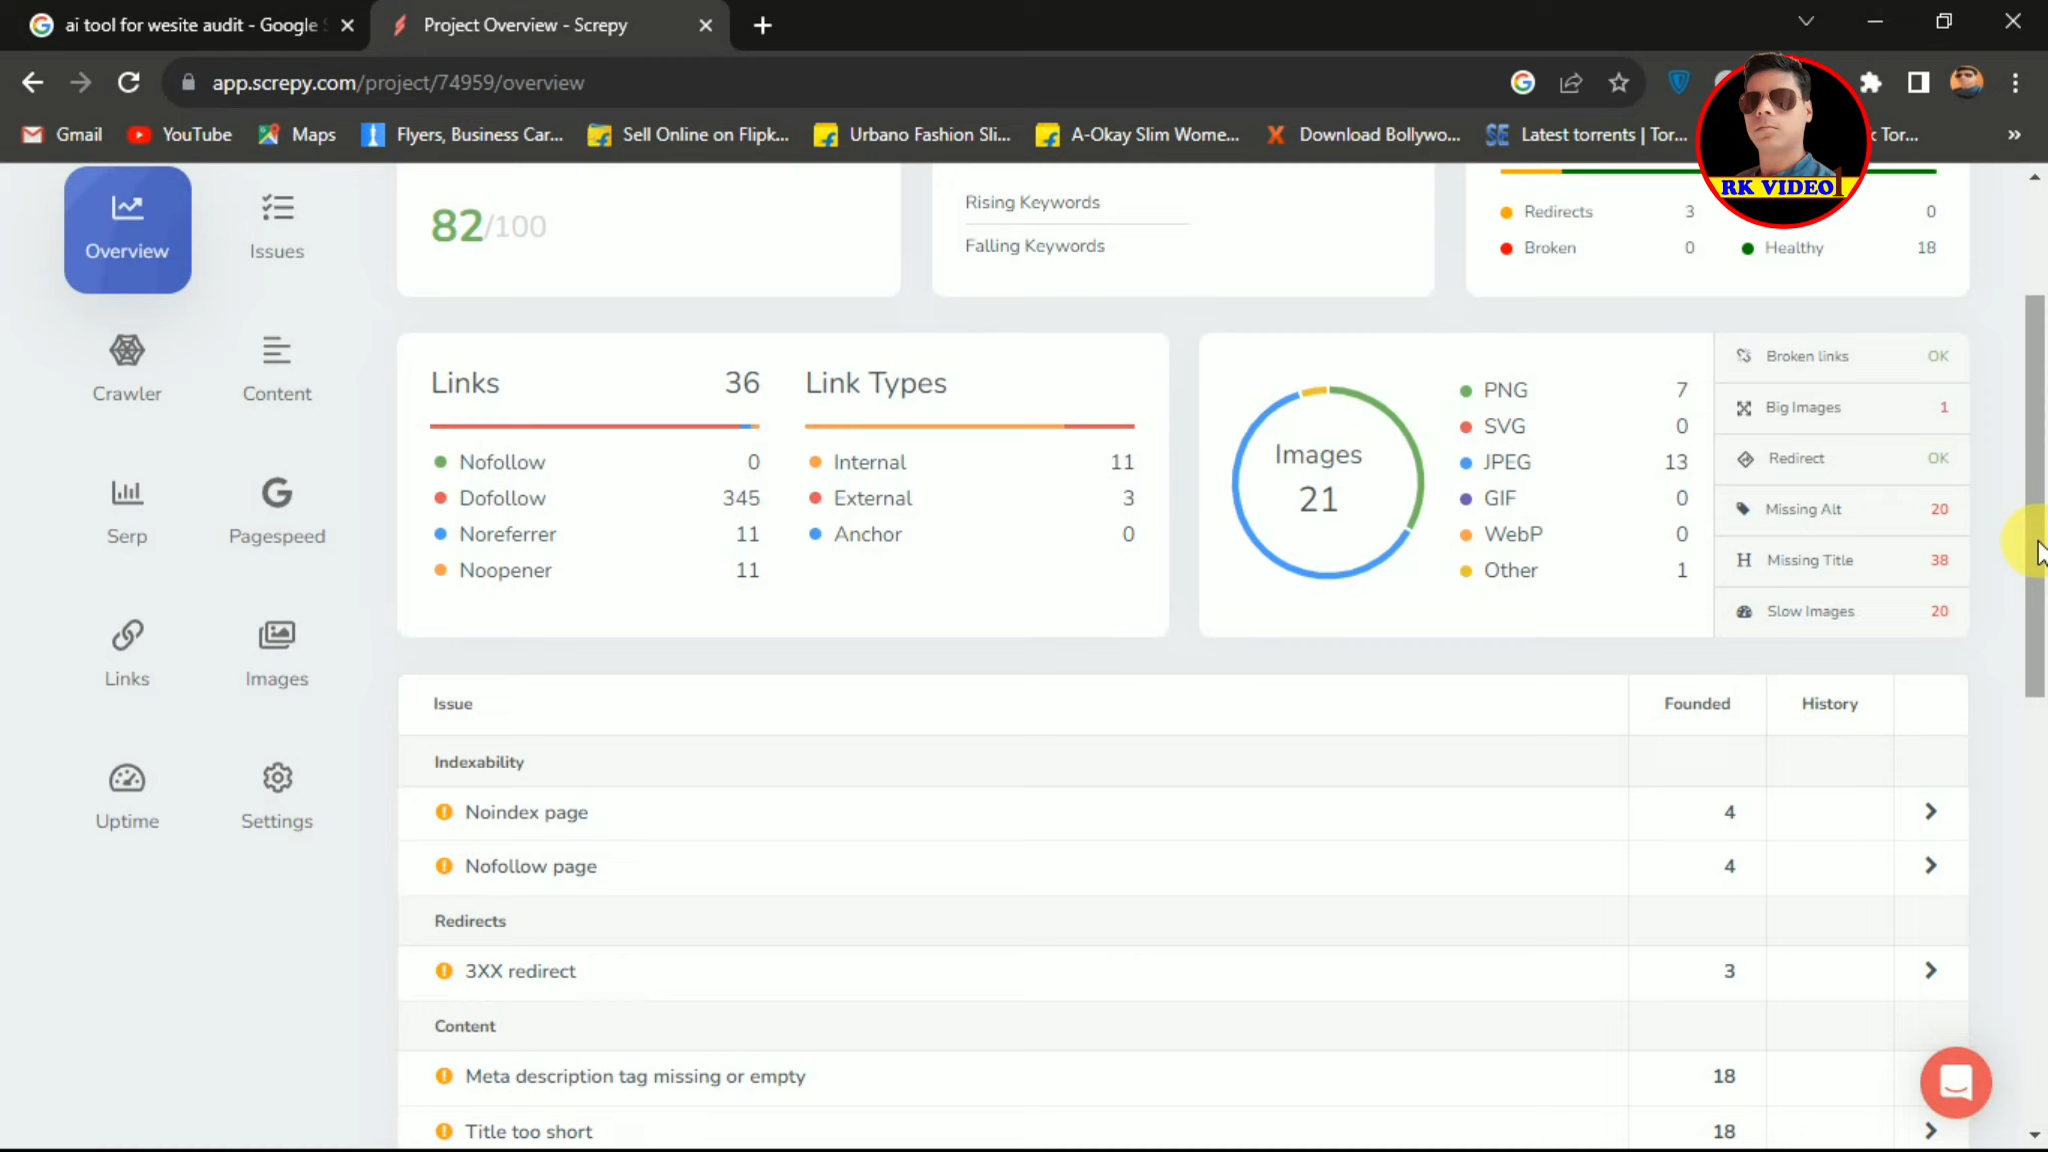 ai tool for wesite audit - Google S
Project Overview - Screpy
app.screpy.com/project/74959/overview
Gmail
YouTube
Maps
Flyers, Business Car...
Sell Online on Flipk...
Urbano Fashion Sli...
A-Okay Slim Wome...
Download Bollywo...
Latest torrents | Tor...
Tor...
»
RK VIDEO1
Overview
Issues
Crawler
Content
Serp
Pagespeed
Links
Images
Uptime
Settings
82/100
Rising Keywords
Falling Keywords
Redirects 3
0
Broken 0
Healthy 18
Links 36
Nofollow 0
Dofollow 345
Noreferrer 11
Noopener 11
Link Types
Internal 11
External 3
Anchor 0
Images
21
PNG 7
SVG 0
JPEG 13
GIF 0
WebP 0
Other 1
Broken links OK
Big Images 1
Redirect OK
Missing Alt 20
Missing Title 38
Slow Images 20
Issue Founded History
Indexability
Noindex page 4
Nofollow page 4
Redirects
3XX redirect 3
Content
Meta description tag missing or empty 18
Title too short 18